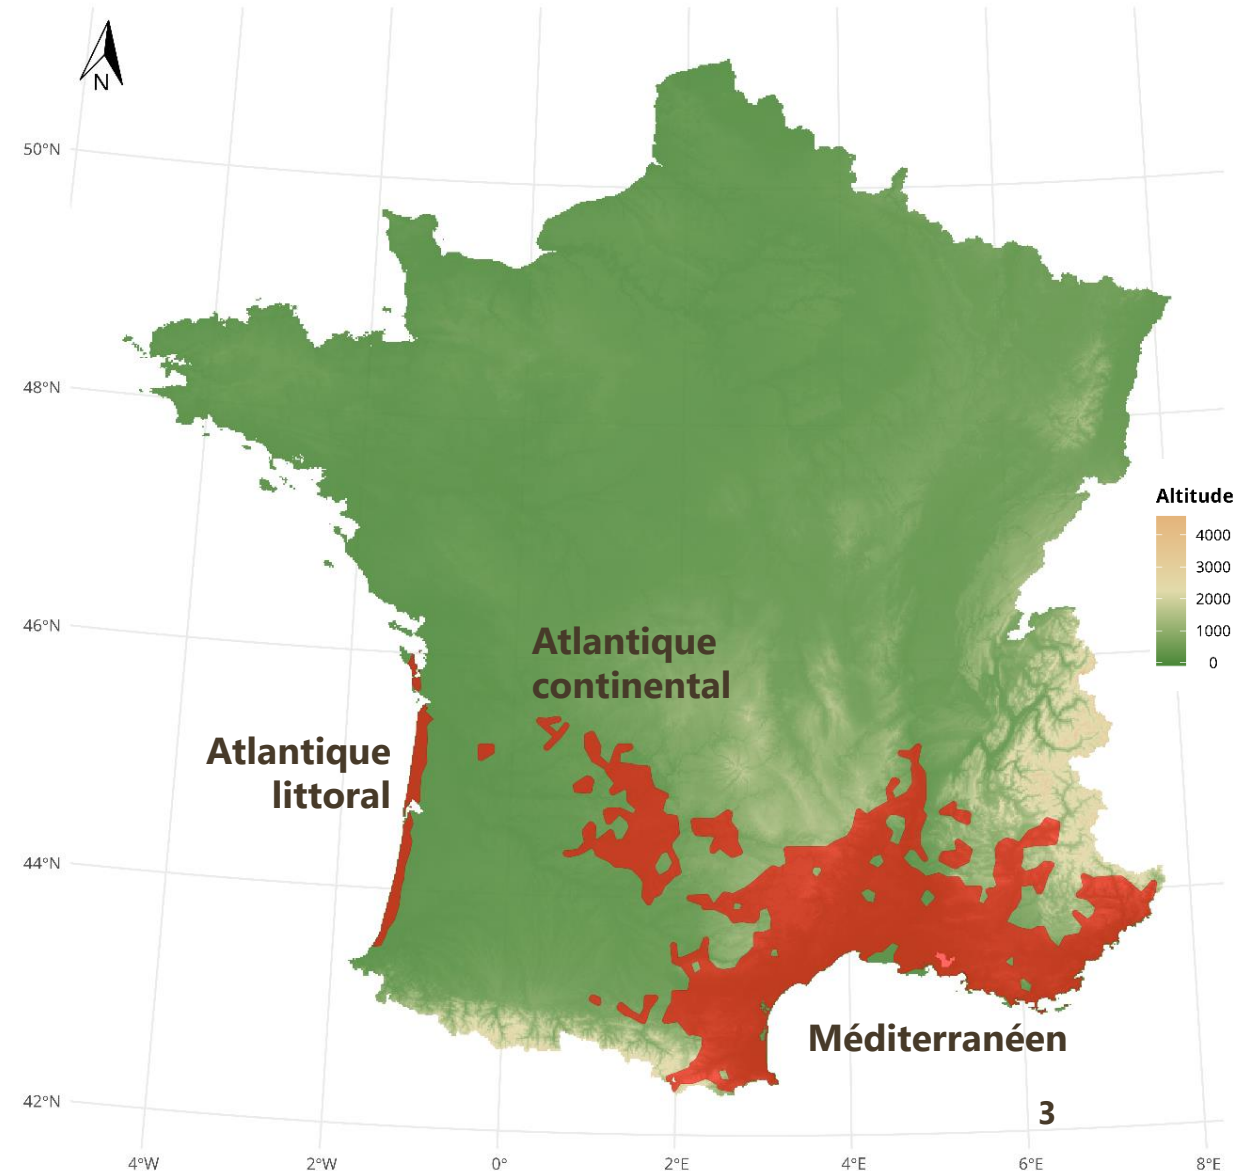 N
50°N
48°N
Altitude
4000
3000
2000
1000
0
46°N
Atlantique
continental
Atlantique
littoral
44°N
Méditerranéen
42°N
3
4°W
2°W
0°
2°E
4°E
6°E
8°E